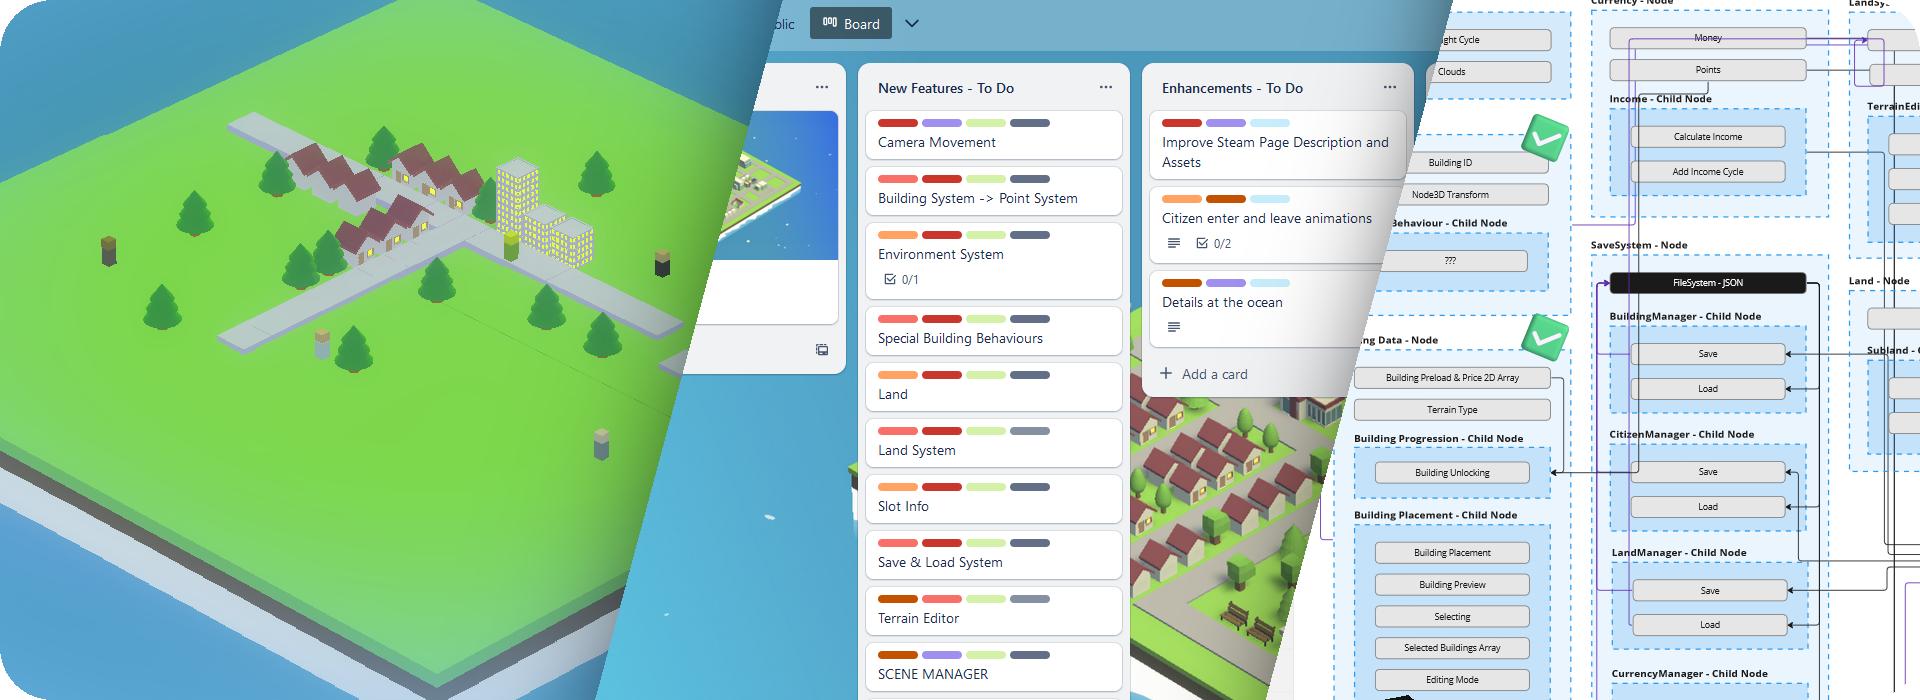 Board
New Features - To Do
Camera Movement
Building System -> Point System
Environment System
0/1
Special Building Behaviours
Land
Land System
Slot Info
Save & Load System
Terrain Editor
SCENE MANAGER
Enhancements - To Do
Improve Steam Page Description and
Assets
Citizen enter and leave animations
0/2
Details at the ocean
Add a card
Cycle
Clouds
Building ID
Node3D Transform
Behaviour - Child Node
???
Data - Node
Building Preload & Price 2D Array
Terrain Type
Building Progression - Child Node
Building Unlocking
Building Placement - Child Node
Building Placement
Building Preview
Selecting
Selected Buildings Array
Editing Mode
Currency - Node
Money
Points
Income - Child Node
Calculate Income
Add Income Cycle
SaveSystem - Node
FileSystem - JSON
BuildingManager - Child Node
Save
Load
CitizenManager - Child Node
Save
Load
LandManager - Child Node
Save
Load
CurrencyManager - Child Node
Land - Node
Subland -